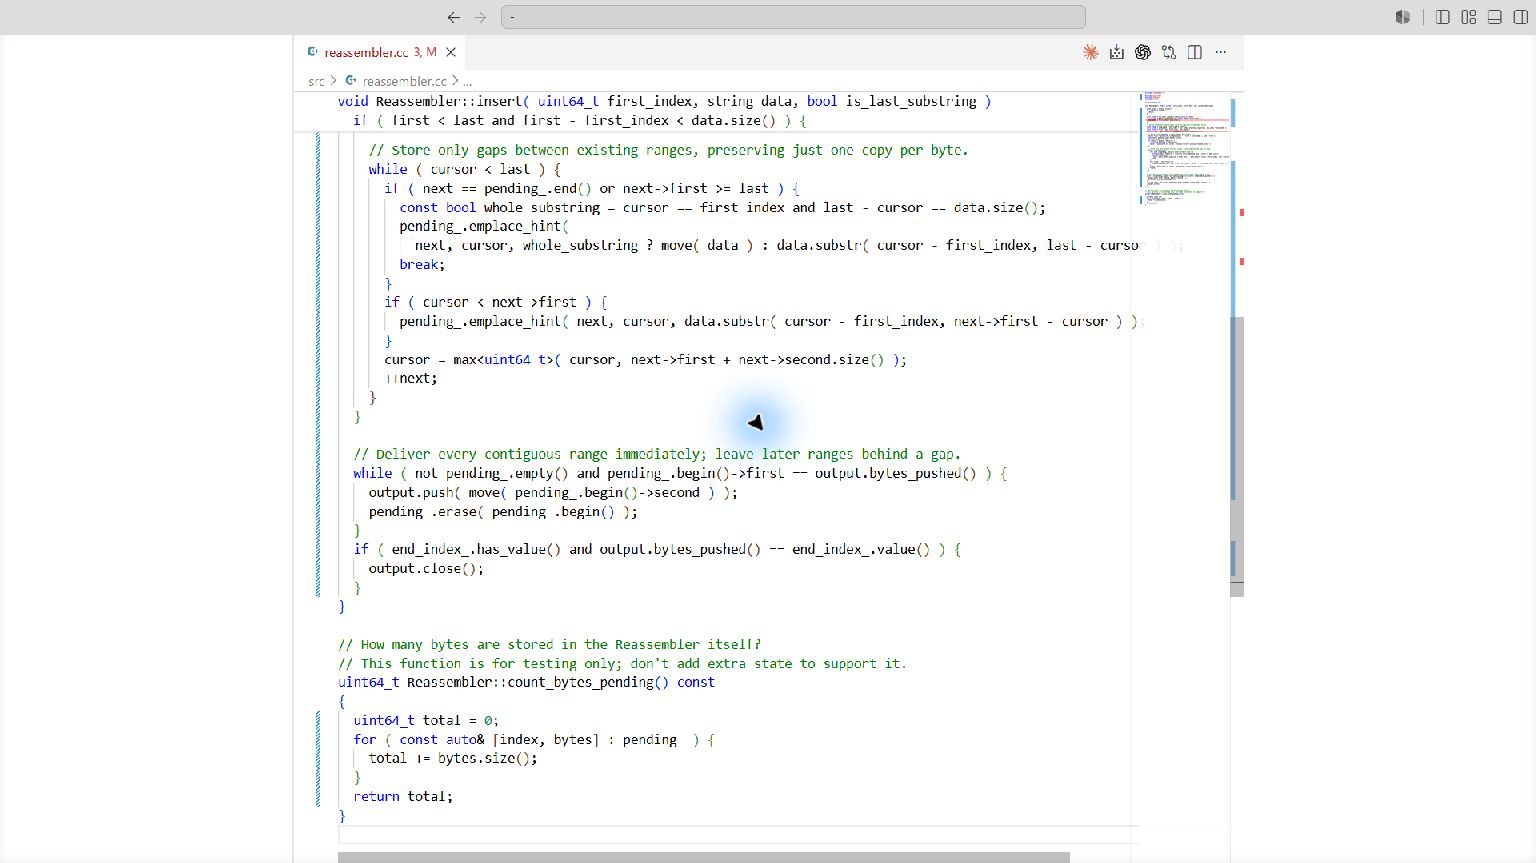 -
reassembler.cc 3, M
src > reassembler.cc > ...
void Reassembler::insert( uint64_t first_index, string data, bool is_last_substring )
if ( first < last and first - first_index < data.size() ) {
// Store only gaps between existing ranges, preserving just one copy per byte.
while ( cursor < last ) {
if ( next == pending_.end() or next->first >= last ) {
const bool whole_substring = cursor == first_index and last - cursor == data.size();
pending_.emplace_hint(
next, cursor, whole_substring ? move( data ) : data.substr( cursor - first_index, last - cursor ) );
break;
}
if ( cursor < next->first ) {
pending_.emplace_hint( next, cursor, data.substr( cursor - first_index, next->first - cursor ) );
}
cursor = max<uint64_t>( cursor, next->first + next->second.size() );
++next;
}
}
// Deliver every contiguous range immediately; leave later ranges behind a gap.
while ( not pending_.empty() and pending_.begin()->first == output.bytes_pushed() ) {
output.push( move( pending_.begin()->second ) );
pending_.erase( pending_.begin() );
}
if ( end_index_.has_value() and output.bytes_pushed() == end_index_.value() ) {
output.close();
}
}
// How many bytes are stored in the Reassembler itself?
// This function is for testing only; don't add extra state to support it.
uint64_t Reassembler::count_bytes_pending() const
{
uint64_t total = 0;
for ( const auto& [index, bytes] : pending_ ) {
total += bytes.size();
}
return total;
}